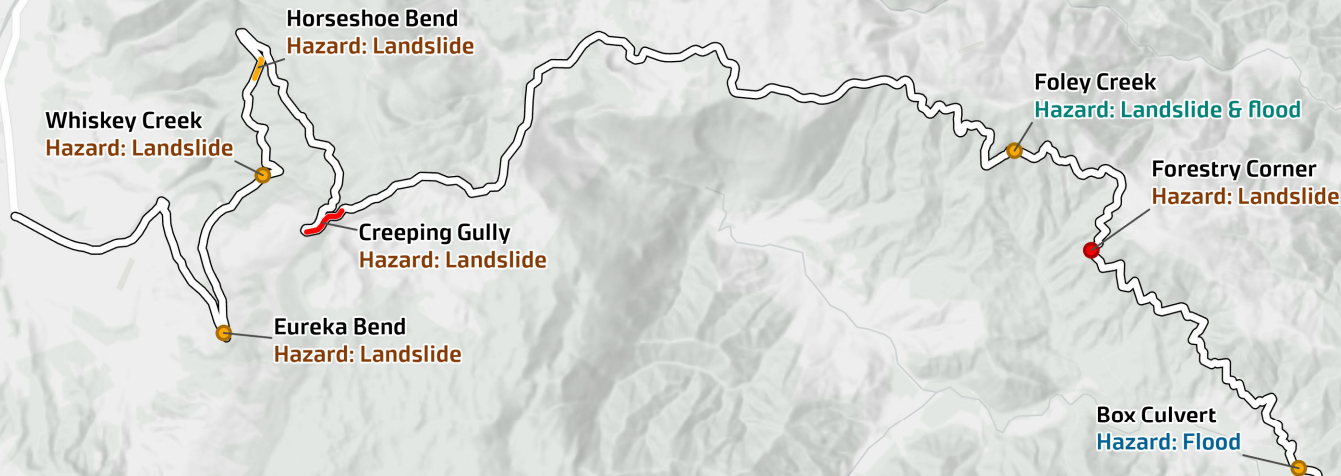 Horseshoe Bend
Hazard: Landslide
Whiskey Creek
Hazard: Landslide
Foley Creek
Hazard: Landslide & flood
Forestry Corner
Hazard: Landslide
Creeping Gully
Hazard: Landslide
Eureka Bend
Hazard: Landslide
Box Culvert
Hazard: Flood